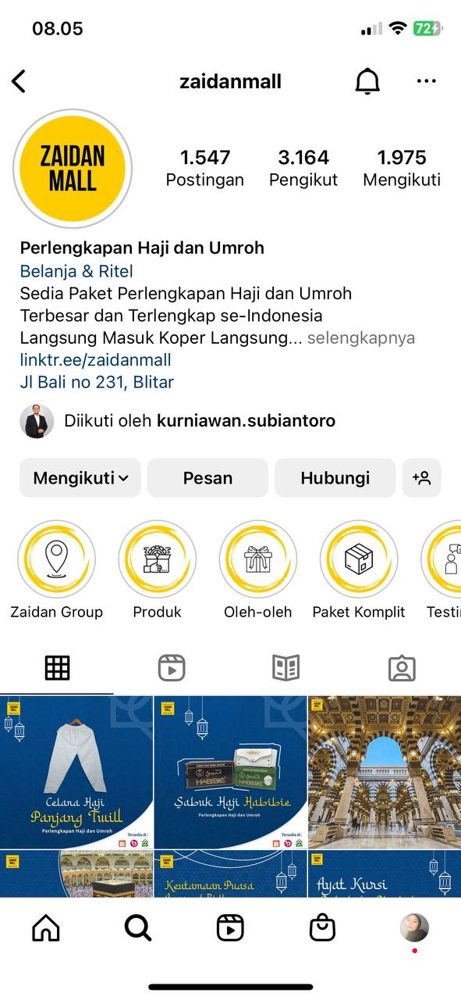 08.05
72
zaidanmall
ZAIDAN
MALL
1.547
Postingan
3.164
Pengikut
1.975
Mengikuti
Perlengkapan Haji dan Umroh
Belanja & Ritel
Sedia Paket Perlengkapan Haji dan Umroh
Terbesar dan Terlengkap se-Indonesia
Langsung Masuk Koper Langsung... selengkapnya
linktr.ee/zaidanmall
Jl Bali no 231, Blitar
Diikuti oleh kurniawan.subiantoro
Mengikuti
Pesan
Hubungi
Zaidan Group
Produk
Oleh-oleh
Paket Komplit
Testi
ZAIDAN
MALL
Celana Haji
Panjang Twill
Perlengkapan Haji dan Umroh
Tersedia di :
ZAIDAN
MALL
HABIBIE
HABIBIE
Sabuk Haji Habibie
Perlengkapan Haji dan Umroh
Tersedia di :
ZAIDAN
MALL
ZAIDAN
MALL
ZAIDAN
MALL
Keutamaan Puasa
ZAIDAN
MALL
Ayat Kursi